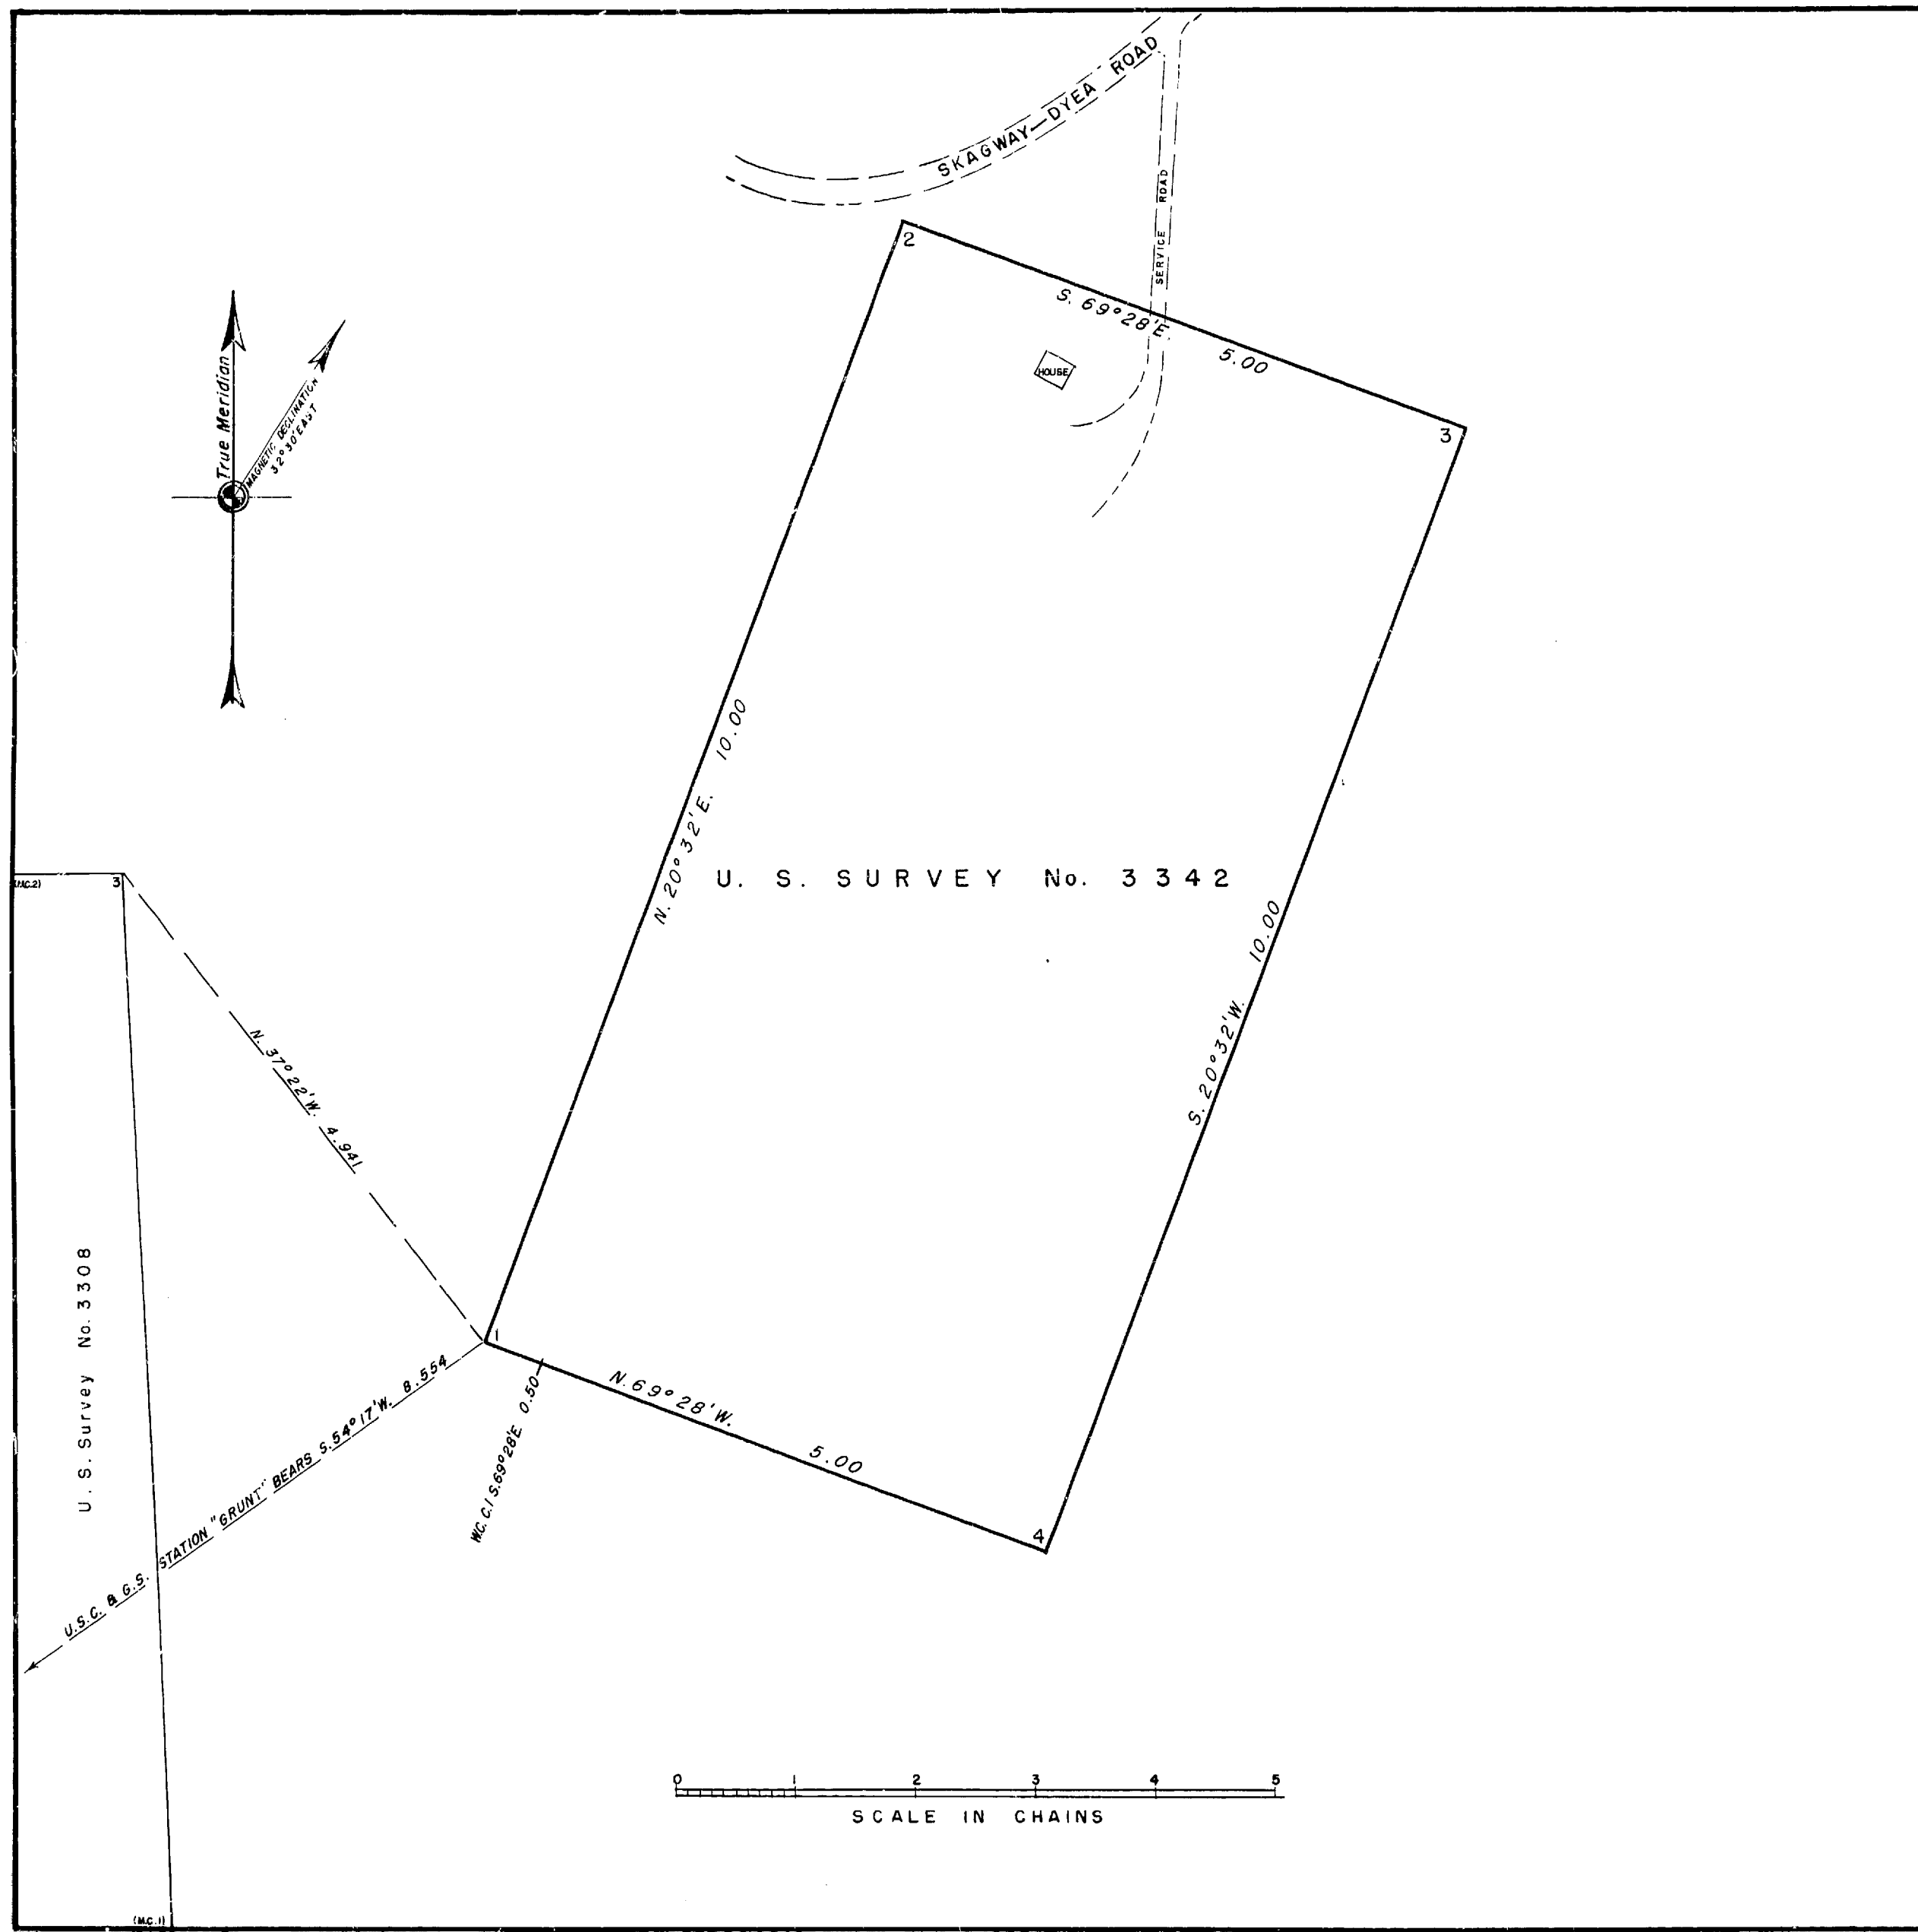 SKAGWAY—DYEA ROAD
SERVICE ROAD
2
S. 69°28'E.
5.00
HOUSE
3
True Meridian
MAGNETIC DECLINATION
32°30' EAST
N. 20°32'E. 10.00
U. S. SURVEY No. 3342
(M.C.2)
3
S. 20°32'W. 10.00
N. 37°22'W. 4.941
U. S. Survey No. 3308
1
U.S.C. & G.S. STATION "GRUNT" BEARS S.54°17'W. 8.554
W.C. C.1 S.69°28'E. 0.50
N. 69°28'W.
5.00
4
0 1 2 3 4 5
SCALE IN CHAINS
(M.C.1)